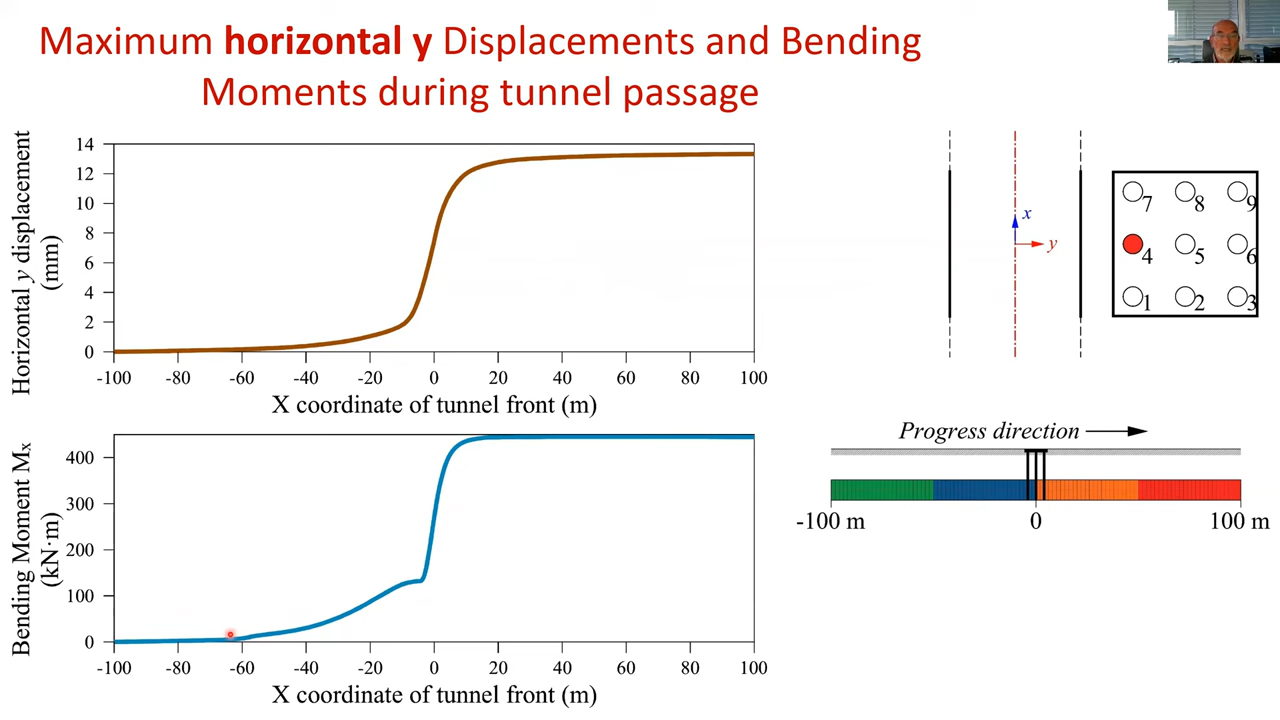 Maximum horizontal y Displacements and Bending
Moments during tunnel passage
Horizontal y displacement
(mm)
14
12
10
8
6
4
2
0
-100 -80 -60 -40 -20 0 20 40 60 80 100
X coordinate of tunnel front (m)
Bending Moment Mx
(kN·m)
400
300
200
100
0
-100 -80 -60 -40 -20 0 20 40 60 80 100
X coordinate of tunnel front (m)
x
y
7 8 9
4 5 6
1 2 3
Progress direction
-100 m 0 100 m